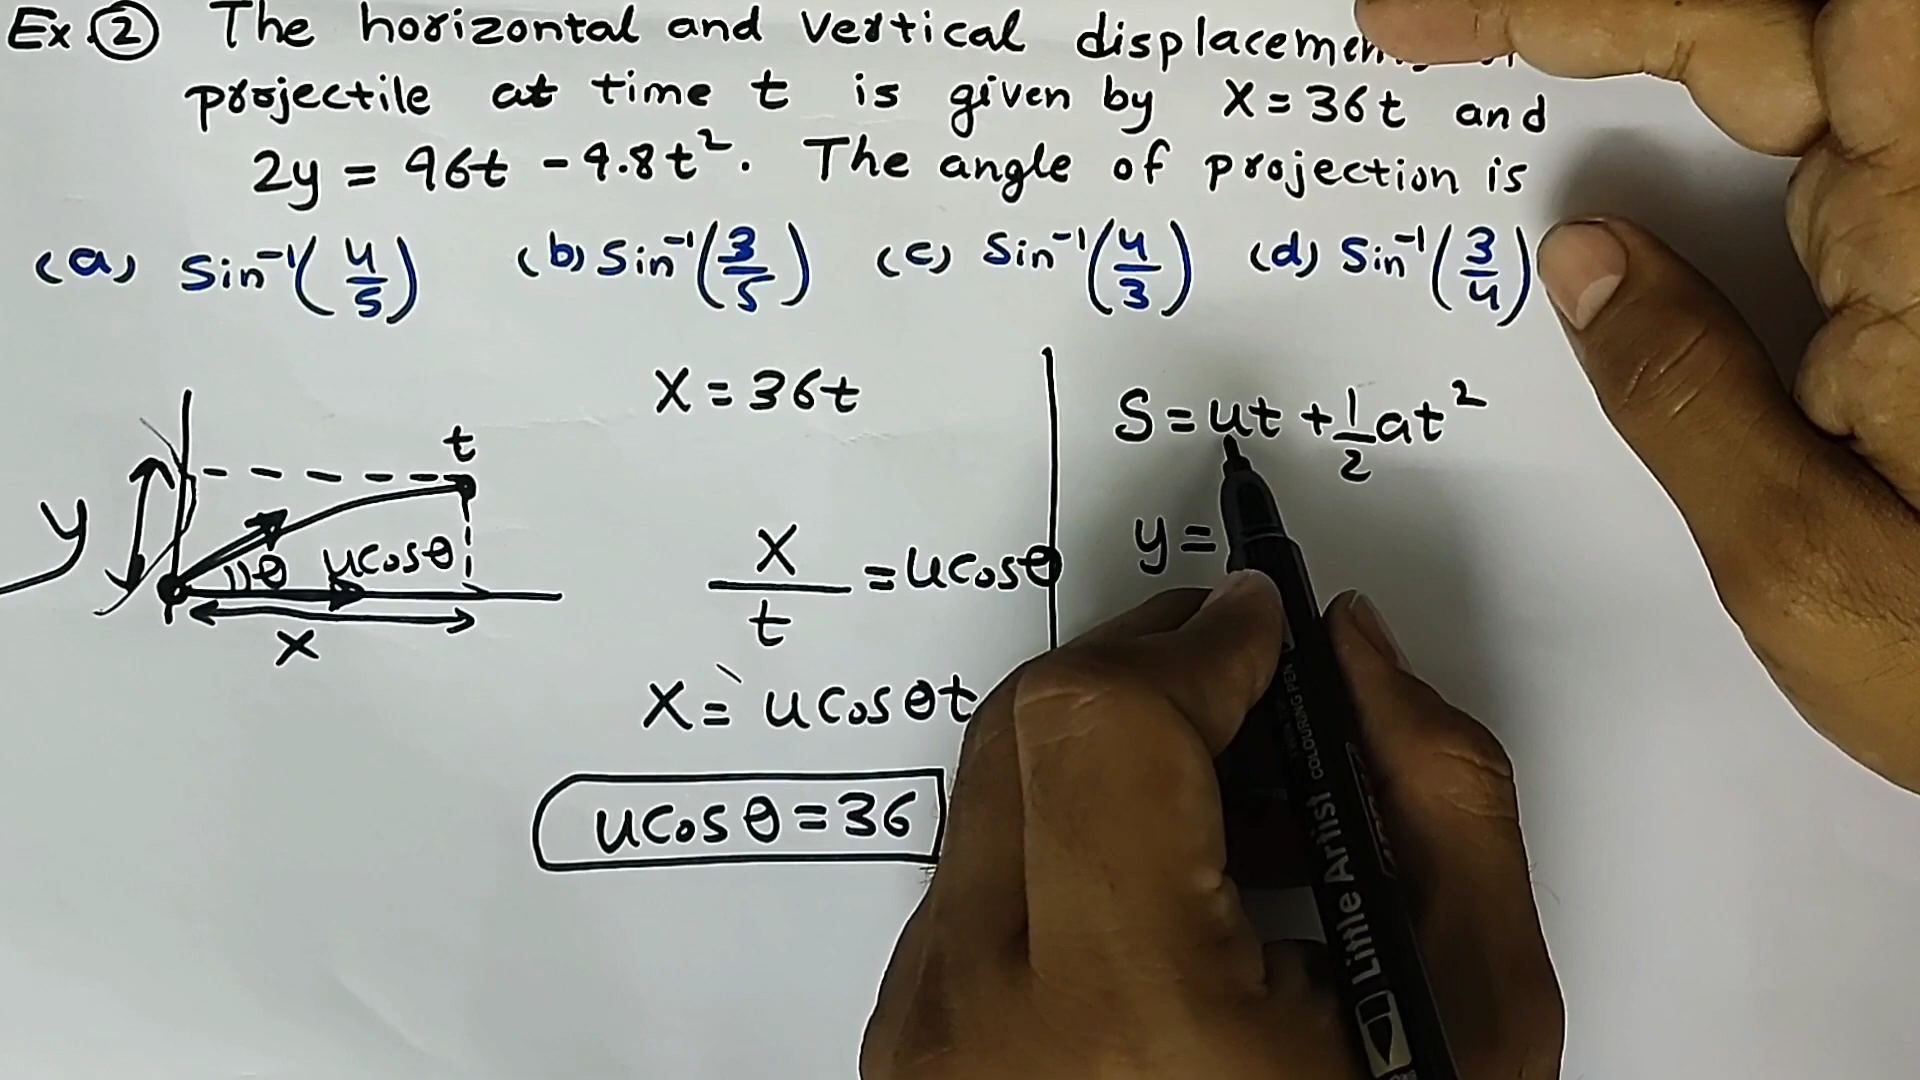 Ex. ② The horizontal and vertical displacemen
projectile at time t is given by X = 36t and
2y = 96t - 9.8t². The angle of projection is
(a) Sin⁻¹(4/5) (b) Sin⁻¹(3/5) (c) Sin⁻¹(4/3) (d) Sin⁻¹(3/4)
X = 36t
t
y
θ ucosθ
x
x/t = ucosθ
X = ucosθt
ucosθ = 36
S = ut + 1/2at²
y =
Little Artist COLOURING PEN